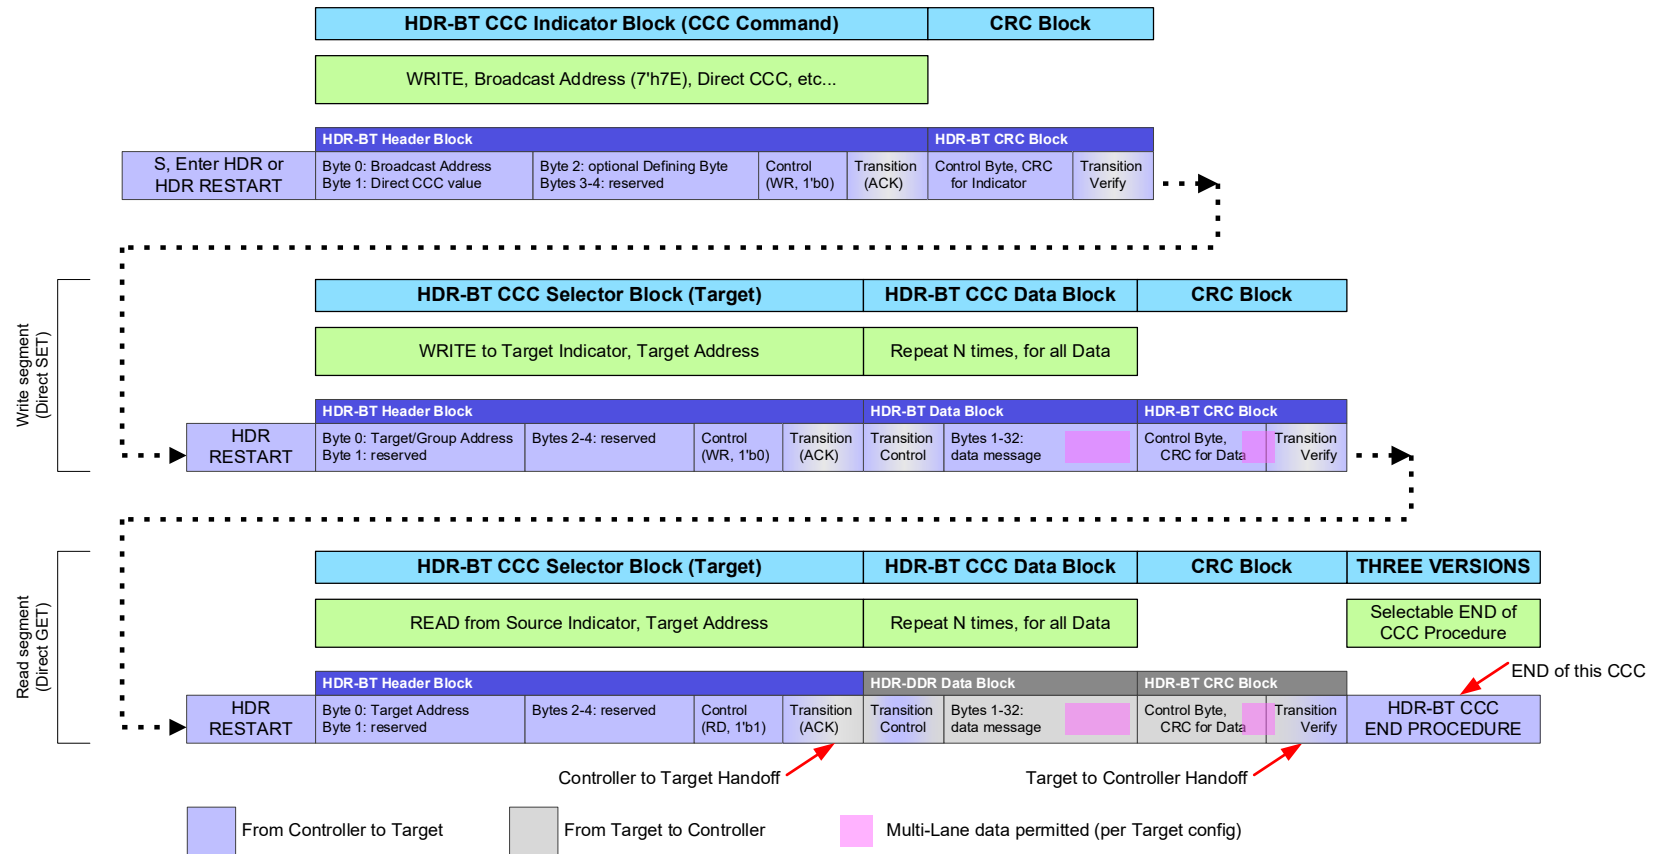 HDR-BT CCC Indicator Block (CCC Command)
CRC Block
WRITE, Broadcast Address (7'h7E), Direct CCC, etc...
HDR-BT Header Block
HDR-BT CRC Block
S, Enter HDR or
HDR RESTART
Byte 0: Broadcast Address
Byte 1: Direct CCC value
Byte 2: optional Defining Byte
Bytes 3-4: reserved
Control
(WR, 1'b0)
Transition
(ACK)
Control Byte, CRC
for Indicator
Transition
Verify
Write segment
(Direct SET)
HDR-BT CCC Selector Block (Target)
HDR-BT CCC Data Block
CRC Block
WRITE to Target Indicator, Target Address
Repeat N times, for all Data
HDR-BT Header Block
HDR-BT Data Block
HDR-BT CRC Block
HDR
RESTART
Byte 0: Target/Group Address
Byte 1: reserved
Bytes 2-4: reserved
Control
(WR, 1'b0)
Transition
(ACK)
Transition
Control
Bytes 1-32:
data message
Control Byte,
CRC for Data
Transition
Verify
Read segment
(Direct GET)
HDR-BT CCC Selector Block (Target)
HDR-BT CCC Data Block
CRC Block
THREE VERSIONS
READ from Source Indicator, Target Address
Repeat N times, for all Data
Selectable END of
CCC Procedure
HDR-BT Header Block
HDR-DDR Data Block
HDR-BT CRC Block
END of this CCC
HDR
RESTART
Byte 0: Target Address
Byte 1: reserved
Bytes 2-4: reserved
Control
(RD, 1'b1)
Transition
(ACK)
Transition
Control
Bytes 1-32:
data message
Control Byte,
CRC for Data
Transition
Verify
HDR-BT CCC
END PROCEDURE
Controller to Target Handoff
Target to Controller Handoff
From Controller to Target
From Target to Controller
Multi-Lane data permitted (per Target config)